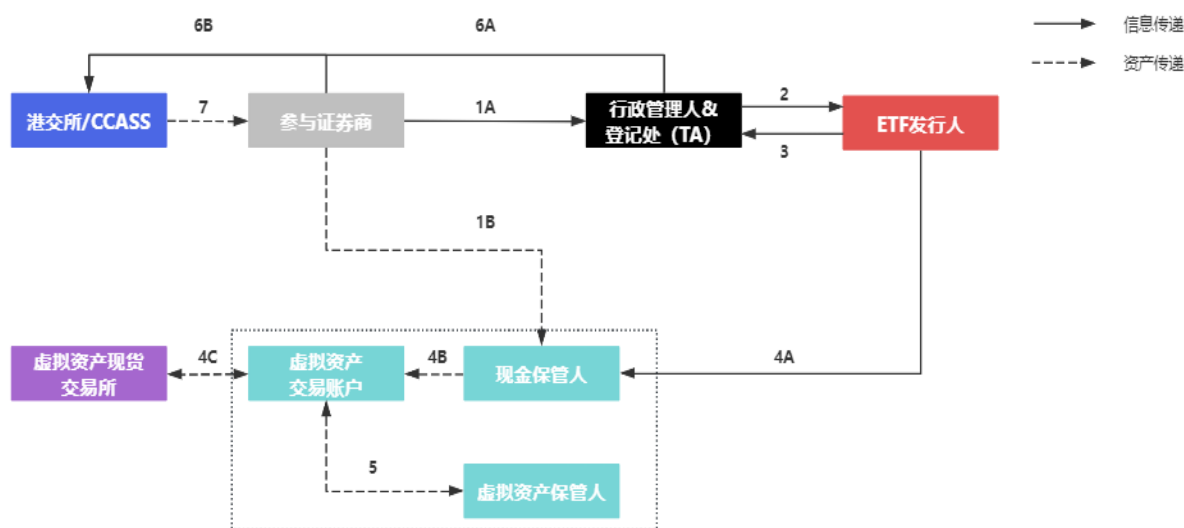 6B
6A
信息传递
资产传递
港交所/CCASS
7
参与证券商
1A
行政管理人&
登记处（TA）
2
3
ETF发行人
1B
虚拟资产现货
交易所
4C
虚拟资产
交易账户
4B
现金保管人
4A
5
虚拟资产保管人